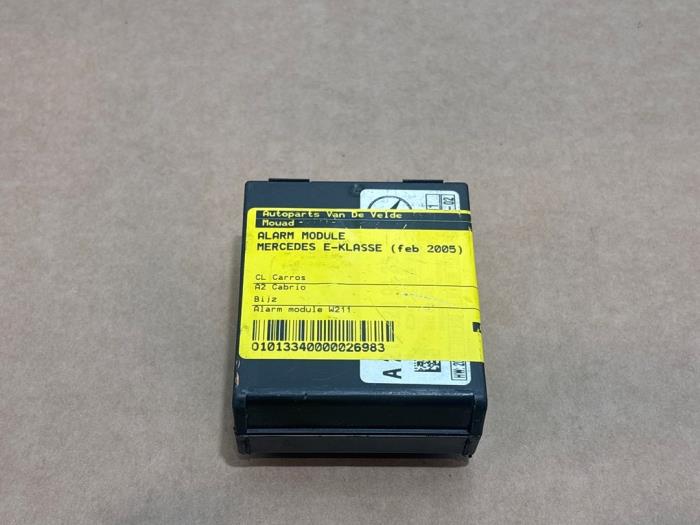 Autoparts Van De Velde
Mouad
ALARM MODULE
MERCEDES E-KLASSE (feb 2005)
CL Carros
A2 Cabrio
Bijz
Alarm module W211
01013340000026983
A